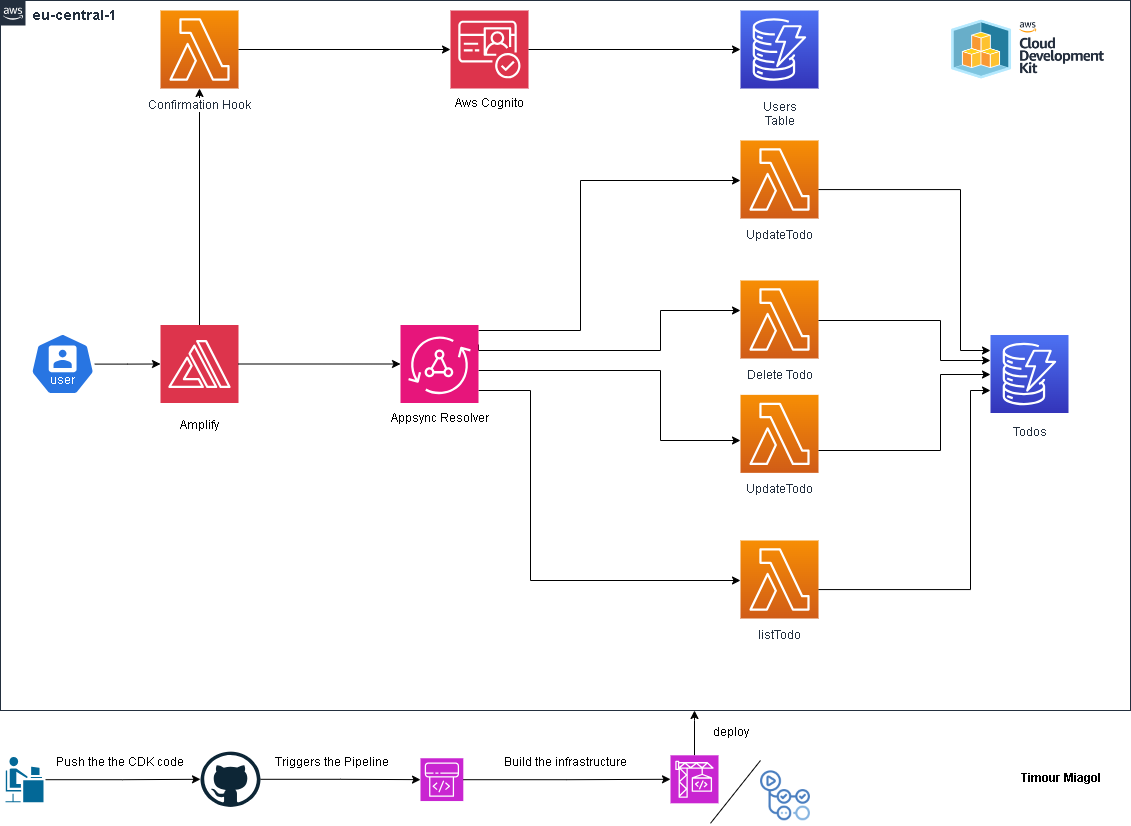 aws
eu-central-1
aws
Cloud
Development
Kit
Confirmation Hook
Aws Cognito
Users
Table
UpdateTodo
user
Delete Todo
Amplify
Appsync Resolver
Todos
UpdateTodo
listTodo
deploy
Push the the CDK code
Triggers the Pipeline
Build the infrastructure
Timour Miagol